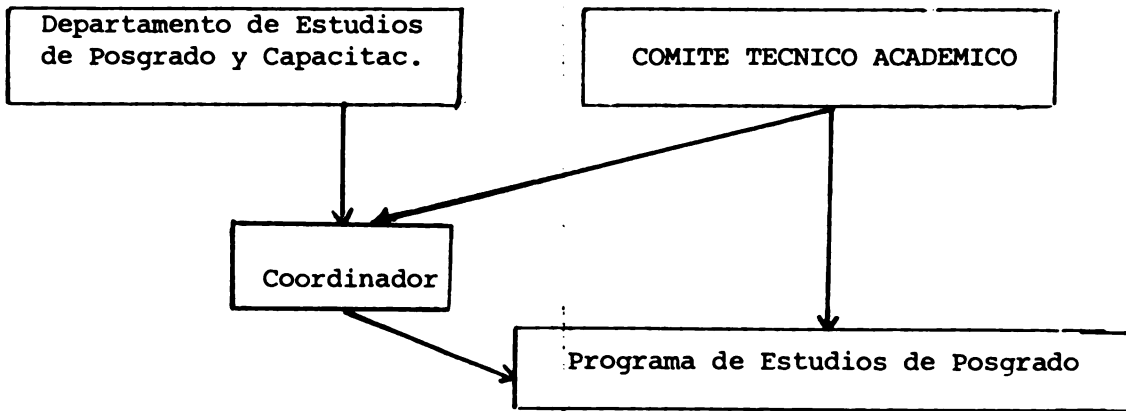 Departamento de Estudios
de Posgrado y Capacitac.
COMITE TECNICO ACADEMICO
Coordinador
Programa de Estudios de Posgrado